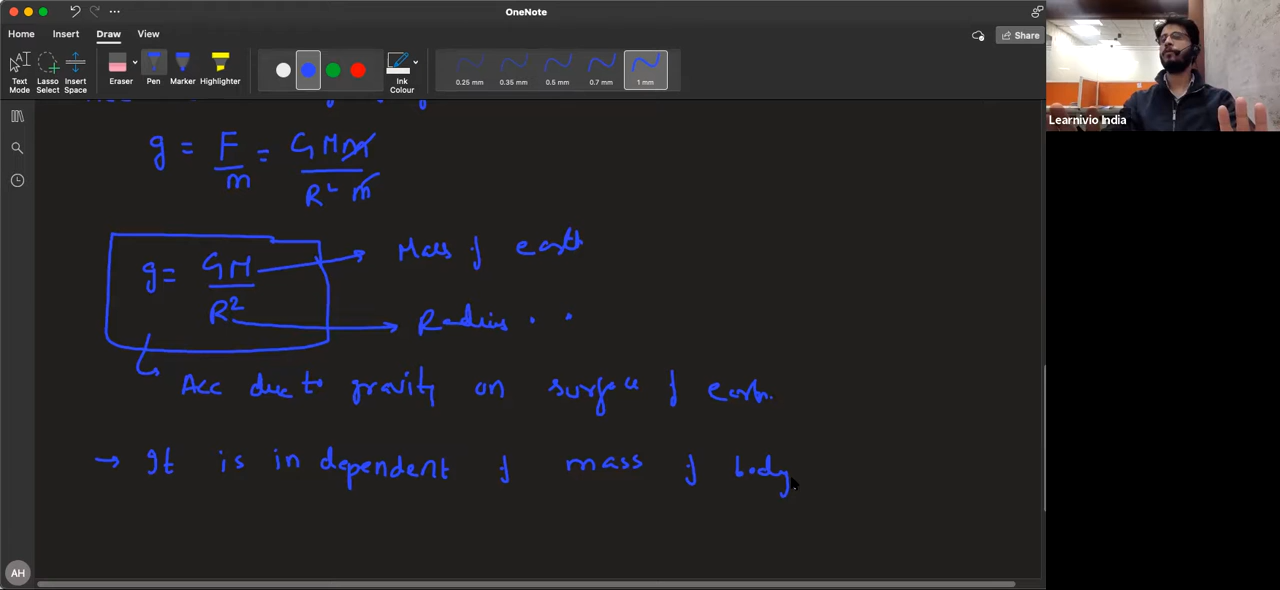 OneNote
Home Insert Draw View
Share
Text Mode
Lasso Select
Insert Space
Eraser
Pen
Marker
Highlighter
Ink Colour
0.25 mm
0.35 mm
0.5 mm
0.7 mm
1 mm
Learnivio India
g = F/m = GMm/R² m
g = GM/R²
Mass of earth
Radius . .
Acc due to gravity on surface of earth.
→ It is independent of mass of body
AH